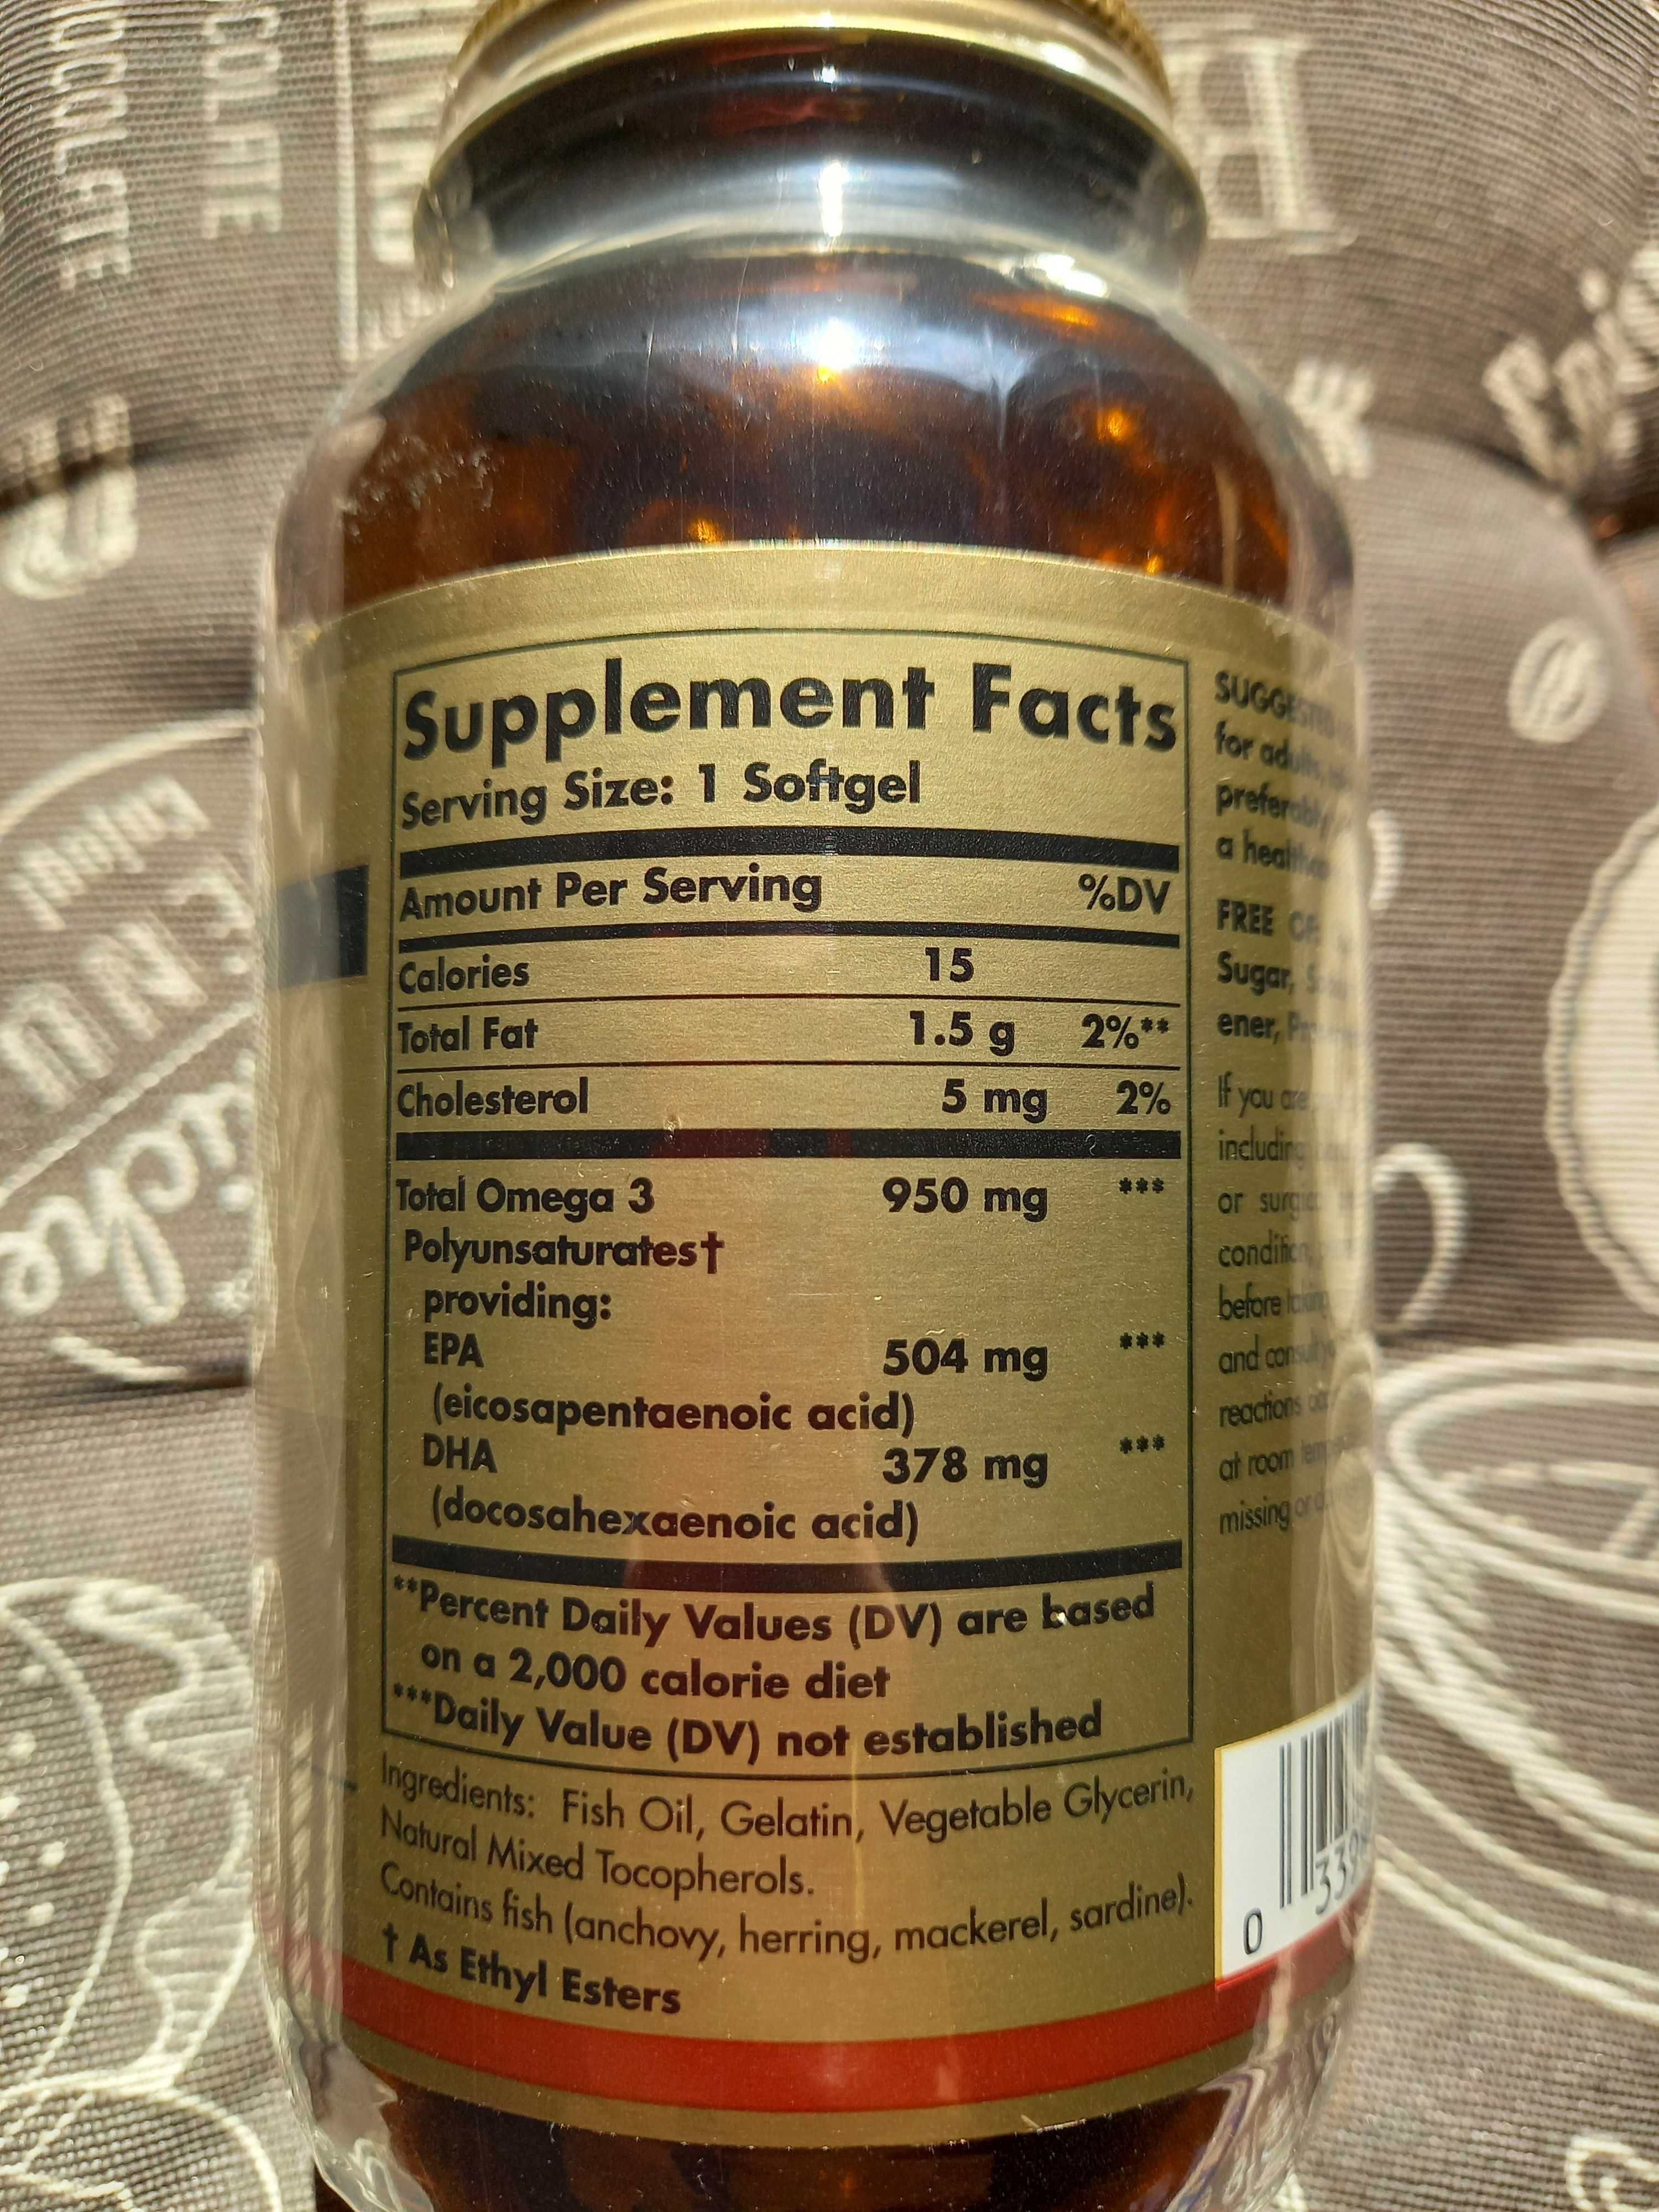 COLATE
OCOLATE
Supplement Facts
Serving Size: 1 Softgel
Amount Per Serving %DV
Calories 15
Total Fat 1.5 g 2%**
Cholesterol 5 mg 2%
Total Omega 3 950 mg ***
Polyunsaturates†
providing:
EPA 504 mg ***
(eicosapentaenoic acid)
DHA 378 mg ***
(docosahexaenoic acid)
**Percent Daily Values (DV) are based
on a 2,000 calorie diet
***Daily Value (DV) not established
Ingredients: Fish Oil, Gelatin, Vegetable Glycerin,
Natural Mixed Tocopherols.
Contains fish (anchovy, herring, mackerel, sardine).
† As Ethyl Esters
for
a
FREE OF
Sugar,
ener,
If you are
including
or
before
and
reactions
at room
missing or
0 33